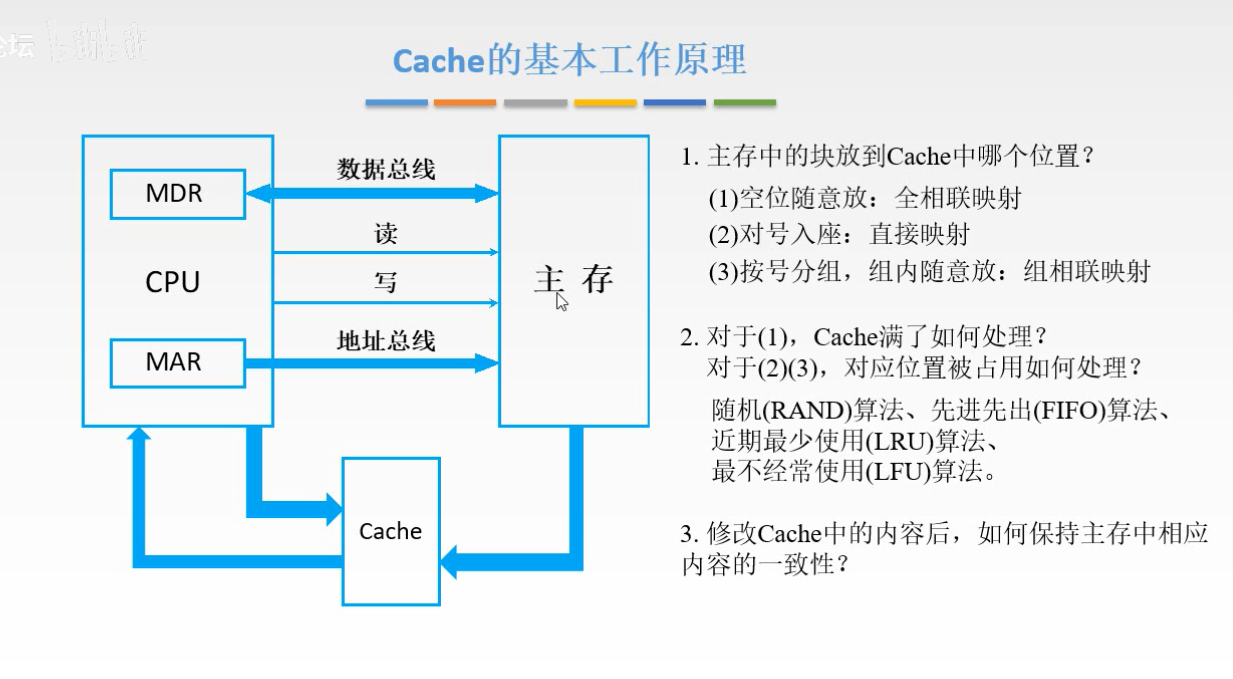 论坛
bilibili
Cache的基本工作原理
MDR
CPU
MAR
数据总线
读
写
地址总线
主 存
Cache
1. 主存中的块放到Cache中哪个位置？
(1)空位随意放：全相联映射
(2)对号入座：直接映射
(3)按号分组，组内随意放：组相联映射
2. 对于(1)，Cache满了如何处理？
对于(2)(3)，对应位置被占用如何处理？
随机(RAND)算法、先进先出(FIFO)算法、
近期最少使用(LRU)算法、
最不经常使用(LFU)算法。
3. 修改Cache中的内容后，如何保持主存中相应
内容的一致性？